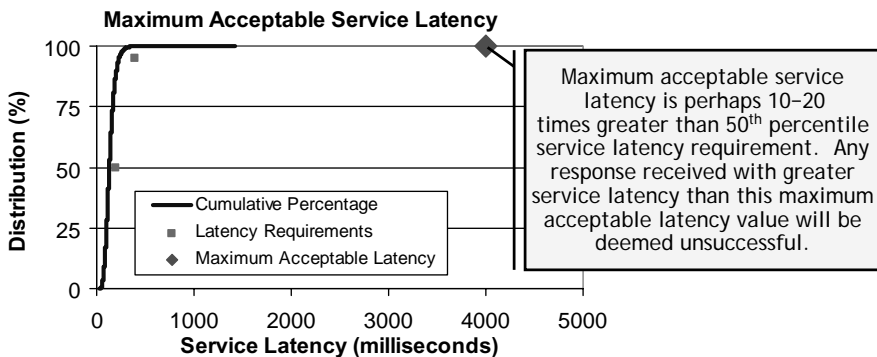 Maximum Acceptable Service Latency
100
75
50
25
0
Distribution (%)
Cumulative Percentage
Latency Requirements
Maximum Acceptable Latency
0 1000 2000 3000 4000 5000
Service Latency (milliseconds)
Maximum acceptable service
latency is perhaps 10–20
times greater than 50th percentile
service latency requirement. Any
response received with greater
service latency than this maximum
acceptable latency value will be
deemed unsuccessful.